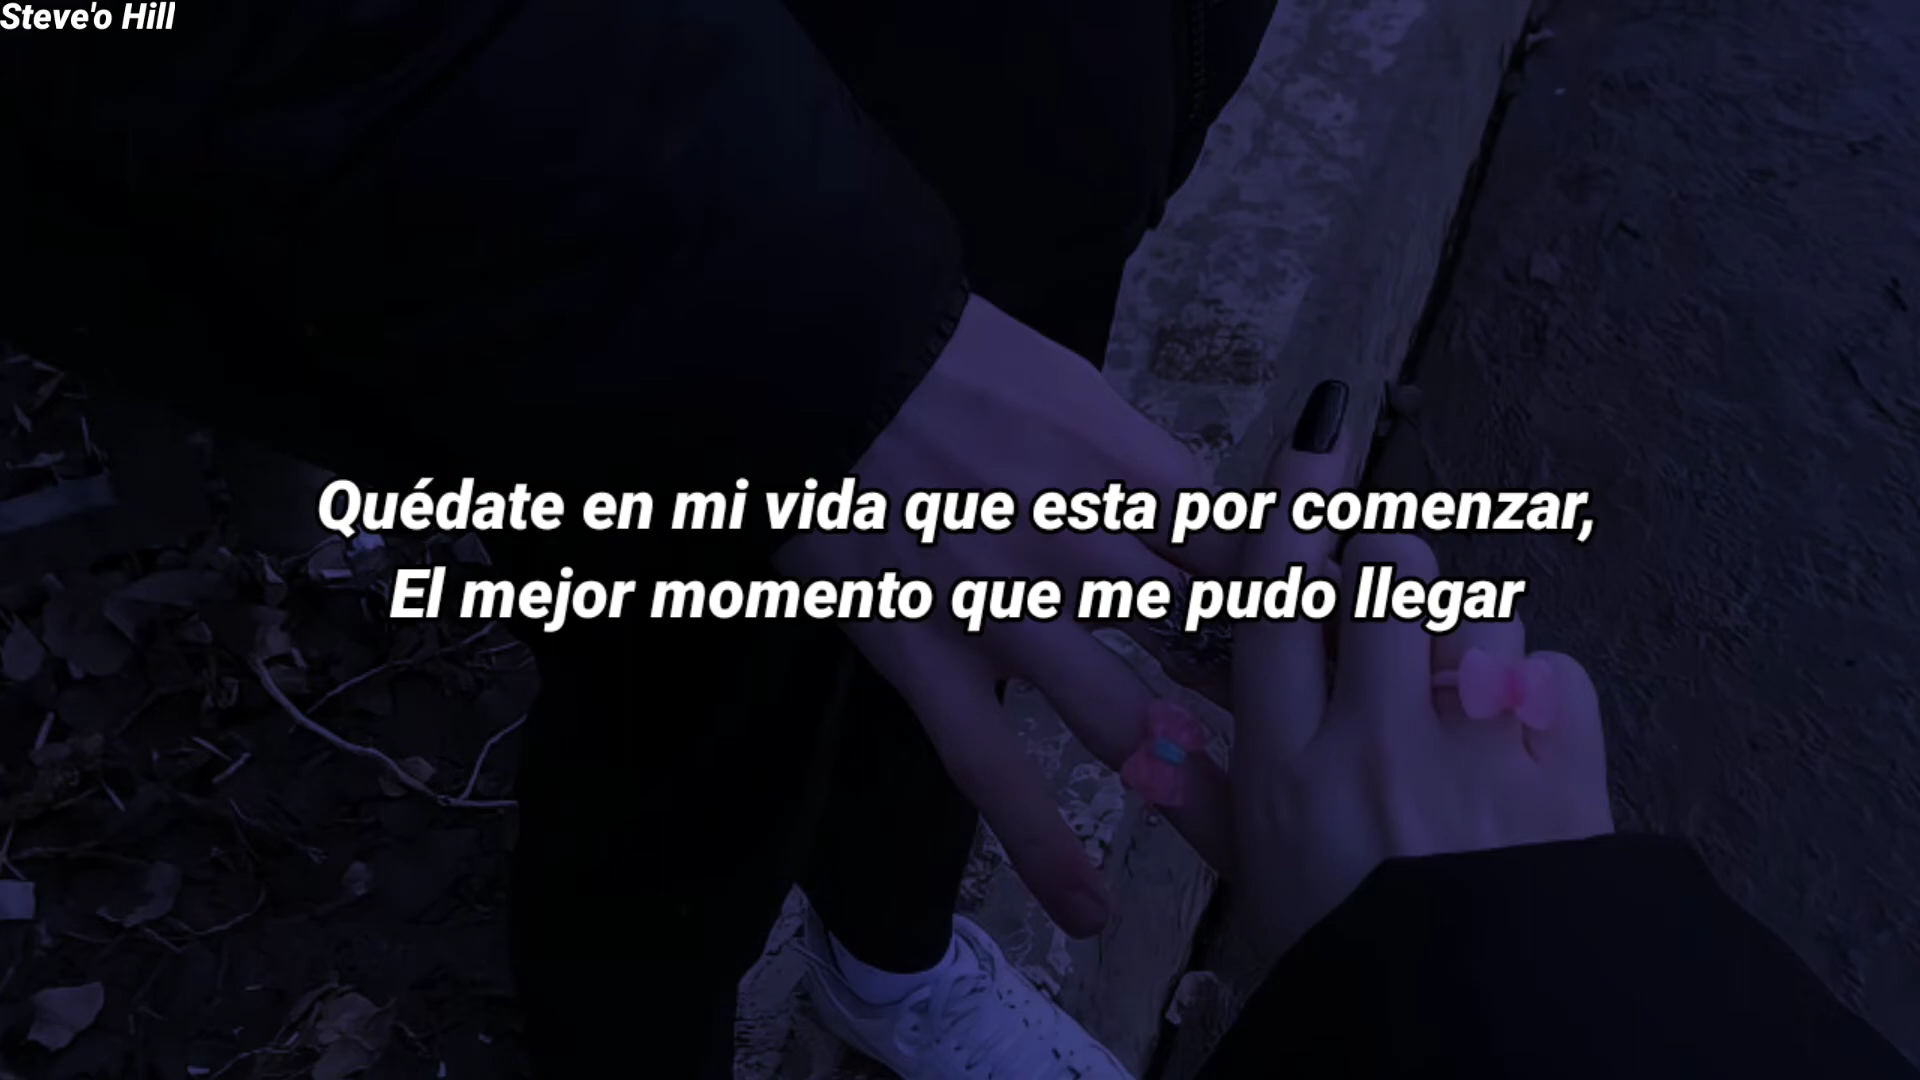 Steve'o Hill
Quédate en mi vida que esta por comenzar,
El mejor momento que me pudo llegar